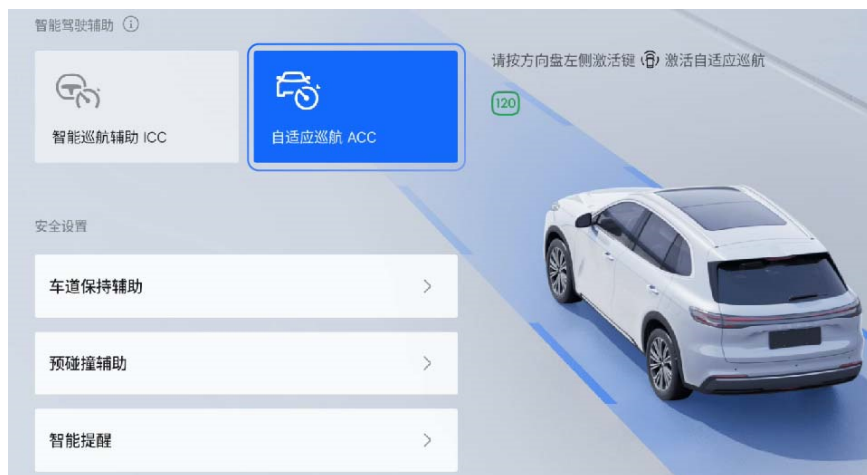 智能驾驶辅助
智能巡航辅助 ICC
自适应巡航 ACC
请按方向盘左侧激活键 激活自适应巡航
120
安全设置
车道保持辅助
预碰撞辅助
智能提醒